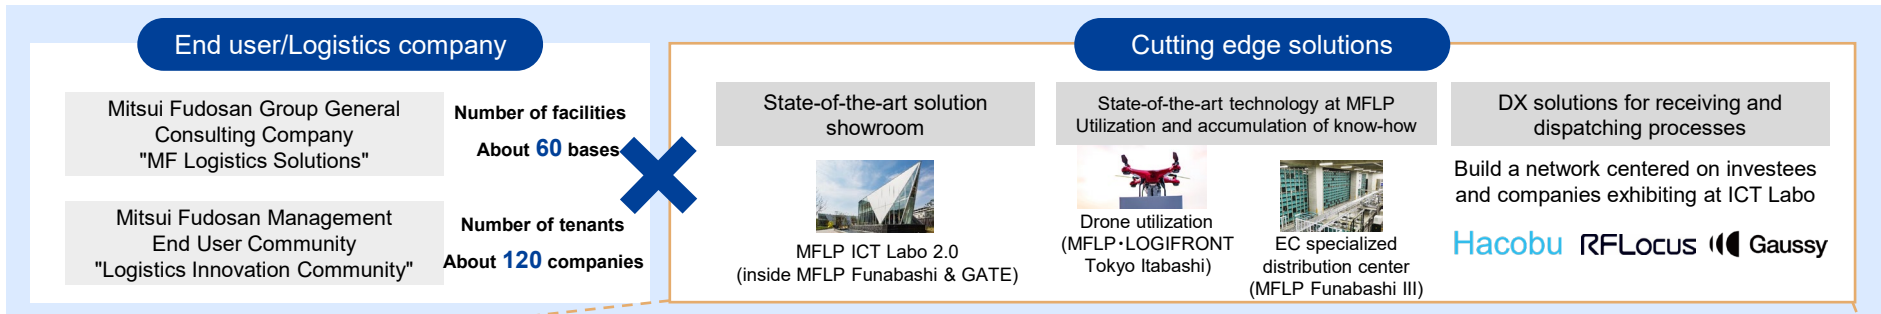 End user/Logistics company
Mitsui Fudosan Group General
Consulting Company
"MF Logistics Solutions"
Number of facilities
About 60 bases
Mitsui Fudosan Management
End User Community
"Logistics Innovation Community"
Number of tenants
About 120 companies
Cutting edge solutions
State-of-the-art solution
showroom
MFLP ICT Labo 2.0
(inside MFLP Funabashi & GATE)
State-of-the-art technology at MFLP
Utilization and accumulation of know-how
Drone utilization
(MFLP・LOGIFRONT
Tokyo Itabashi)
EC specialized
distribution center
(MFLP Funabashi III)
DX solutions for receiving and
dispatching processes
Build a network centered on investees
and companies exhibiting at ICT Labo
Hacobu
RFLocus
Gaussy